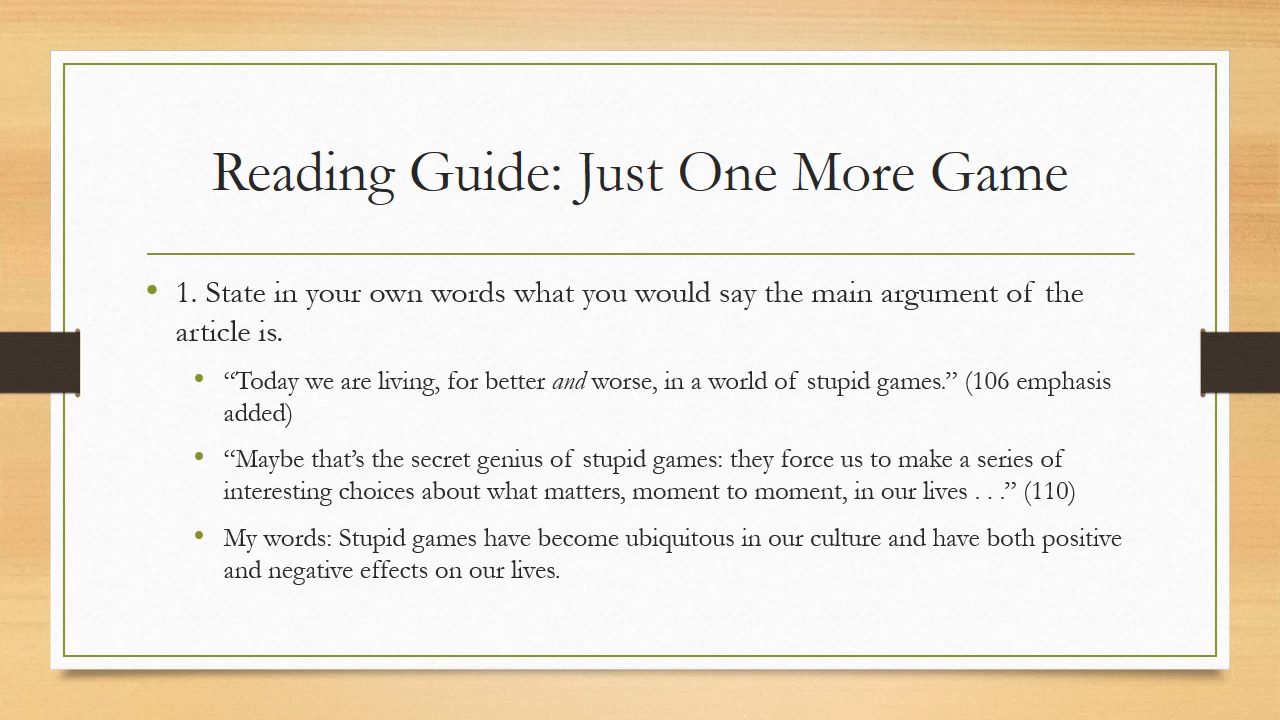 Reading Guide: Just One More Game
• 1. State in your own words what you would say the main argument of the
article is.
• “Today we are living, for better and worse, in a world of stupid games.” (106 emphasis
added)
• “Maybe that’s the secret genius of stupid games: they force us to make a series of
interesting choices about what matters, moment to moment, in our lives . . .” (110)
• My words: Stupid games have become ubiquitous in our culture and have both positive
and negative effects on our lives.